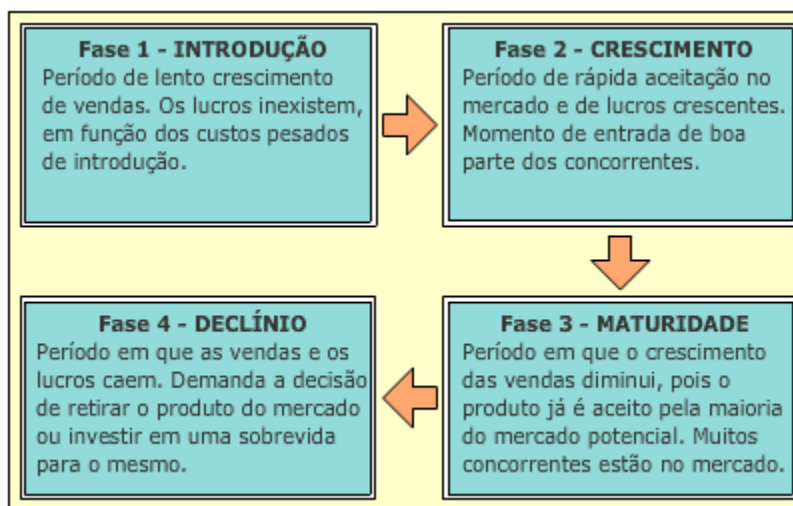 Fase 1 - INTRODUÇÃO
Período de lento crescimento
de vendas. Os lucros inexistem,
em função dos custos pesados
de introdução.
Fase 2 - CRESCIMENTO
Período de rápida aceitação no
mercado e de lucros crescentes.
Momento de entrada de boa
parte dos concorrentes.
Fase 3 - MATURIDADE
Período em que o crescimento
das vendas diminui, pois o
produto já é aceito pela maioria
do mercado potencial. Muitos
concorrentes estão no mercado.
Fase 4 - DECLÍNIO
Período em que as vendas e os
lucros caem. Demanda a decisão
de retirar o produto do mercado
ou investir em uma sobrevida
para o mesmo.